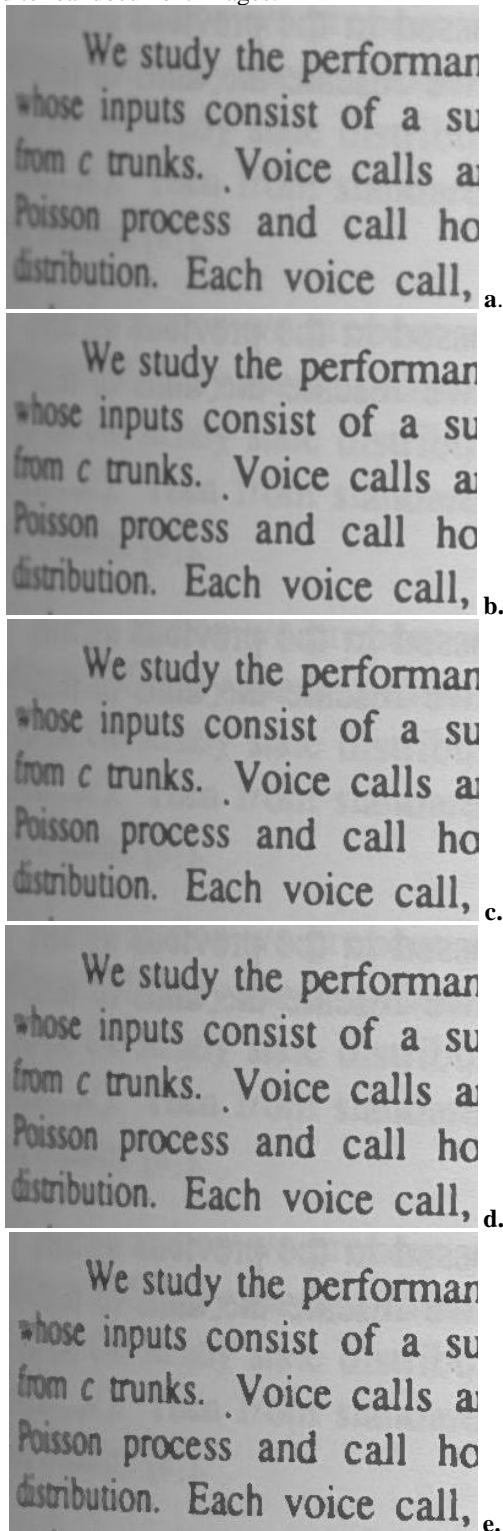 We study the performan
whose inputs consist of a su
from c trunks. Voice calls a
Poisson process and call ho
distribution. Each voice call,
a.
We study the performan
whose inputs consist of a su
from c trunks. Voice calls a
Poisson process and call ho
distribution. Each voice call,
b.
We study the performan
whose inputs consist of a su
from c trunks. Voice calls a
Poisson process and call ho
distribution. Each voice call,
c.
We study the performan
whose inputs consist of a su
from c trunks. Voice calls a
Poisson process and call ho
distribution. Each voice call,
d.
We study the performan
whose inputs consist of a su
from c trunks. Voice calls a
Poisson process and call ho
distribution. Each voice call,
e.